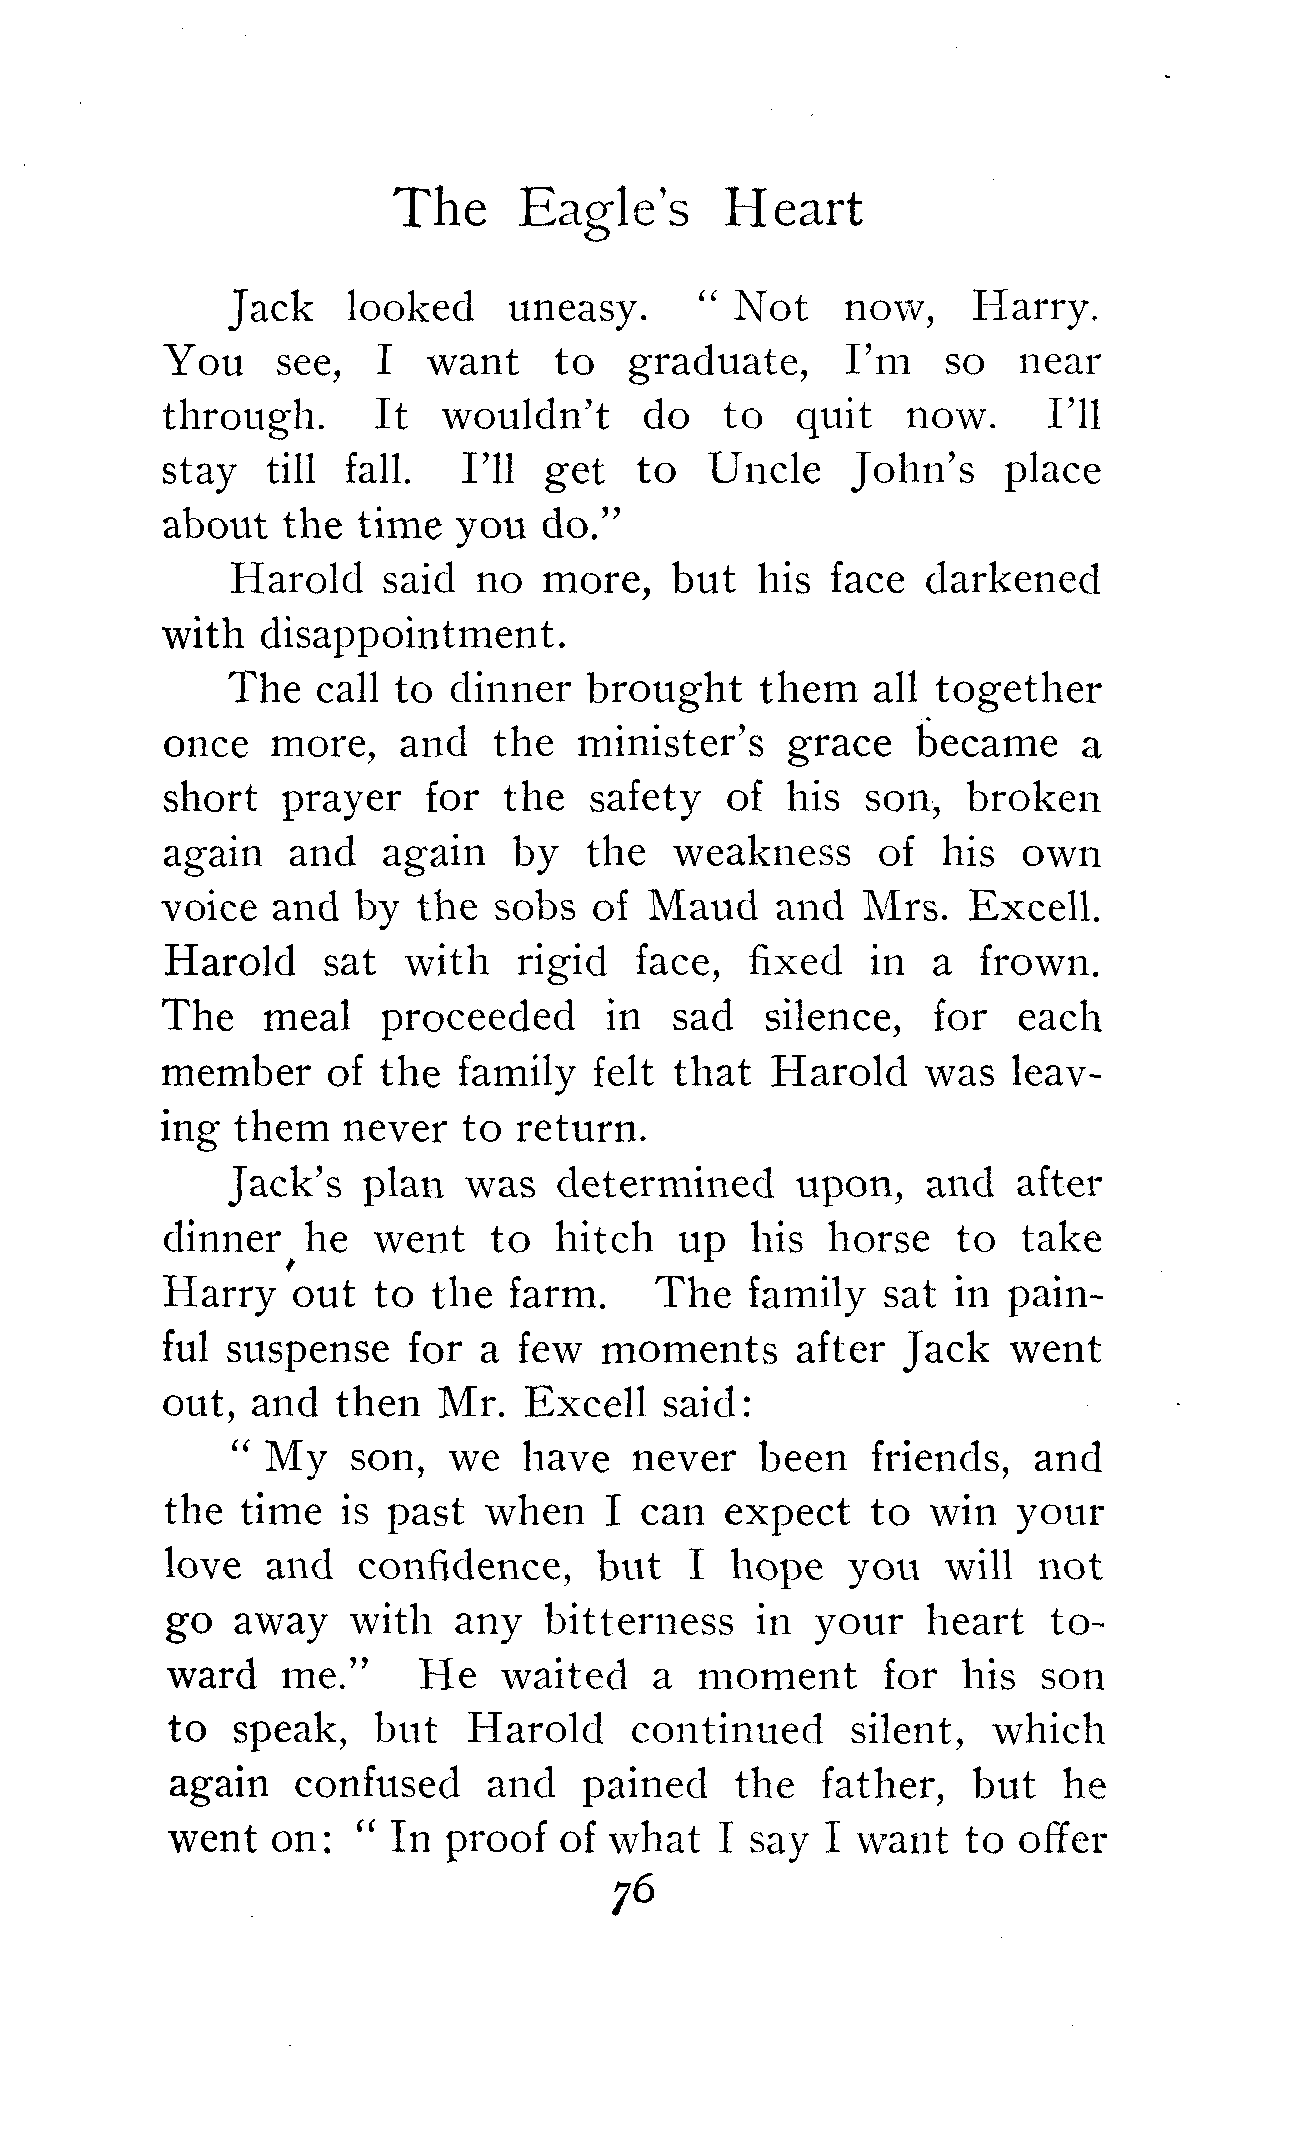 The Eagle's Heart
Jack looked uneasy. " Not now, Harry.
You see, I want to graduate, I'm so near
through. It wouldn't do to quit now. I'll
stay till fall. I'll get to Uncle John's place
about the time you do."
Harold said no more, but his face darkened
with disappointment.
The call to dinner brought them all together
once more, and the minister's grace became a
short prayer for the safety of his son, broken
again and again by the weakness of his own
voice and by the sobs of Maud and Mrs. Excell.
Harold sat with rigid face, fixed in a frown.
The meal proceeded in sad silence, for each
member of the family felt that Harold was leav-
ing them never to return.
Jack's plan was determined upon, and after
dinner he went to hitch up his horse to take
Harry out to the farm. The family sat in pain-
ful suspense for a few moments after Jack went
out, and then Mr. Excell said:
" My son, we have never been friends, and
the time is past when I can expect to win your
love and confidence, but I hope you will not
go away with any bitterness in your heart to-
ward me." He waited a moment for his son
to speak, but Harold continued silent, which
again confused and pained the father, but he
went on: " In proof of what I say I want to offer
76